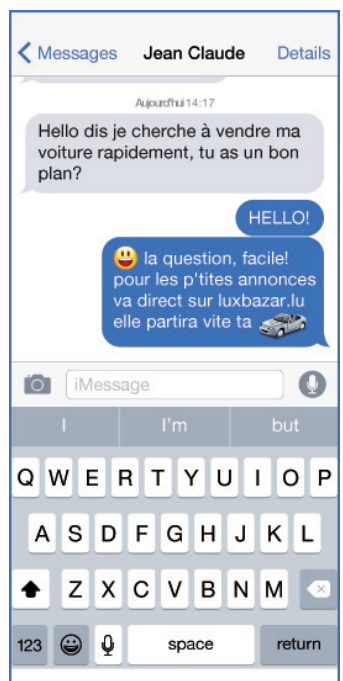 Messages Jean Claude Details
Aujourd'hui 14:17
Hello dis je cherche à vendre ma
voiture rapidement, tu as un bon
plan?
HELLO!
la question, facile!
pour les p'tites annonces
va direct sur luxbazar.lu
elle partira vite ta
iMessage
I I'm but
Q W E R T Y U I O P
A S D F G H J K L
Z X C V B N M
123 space return